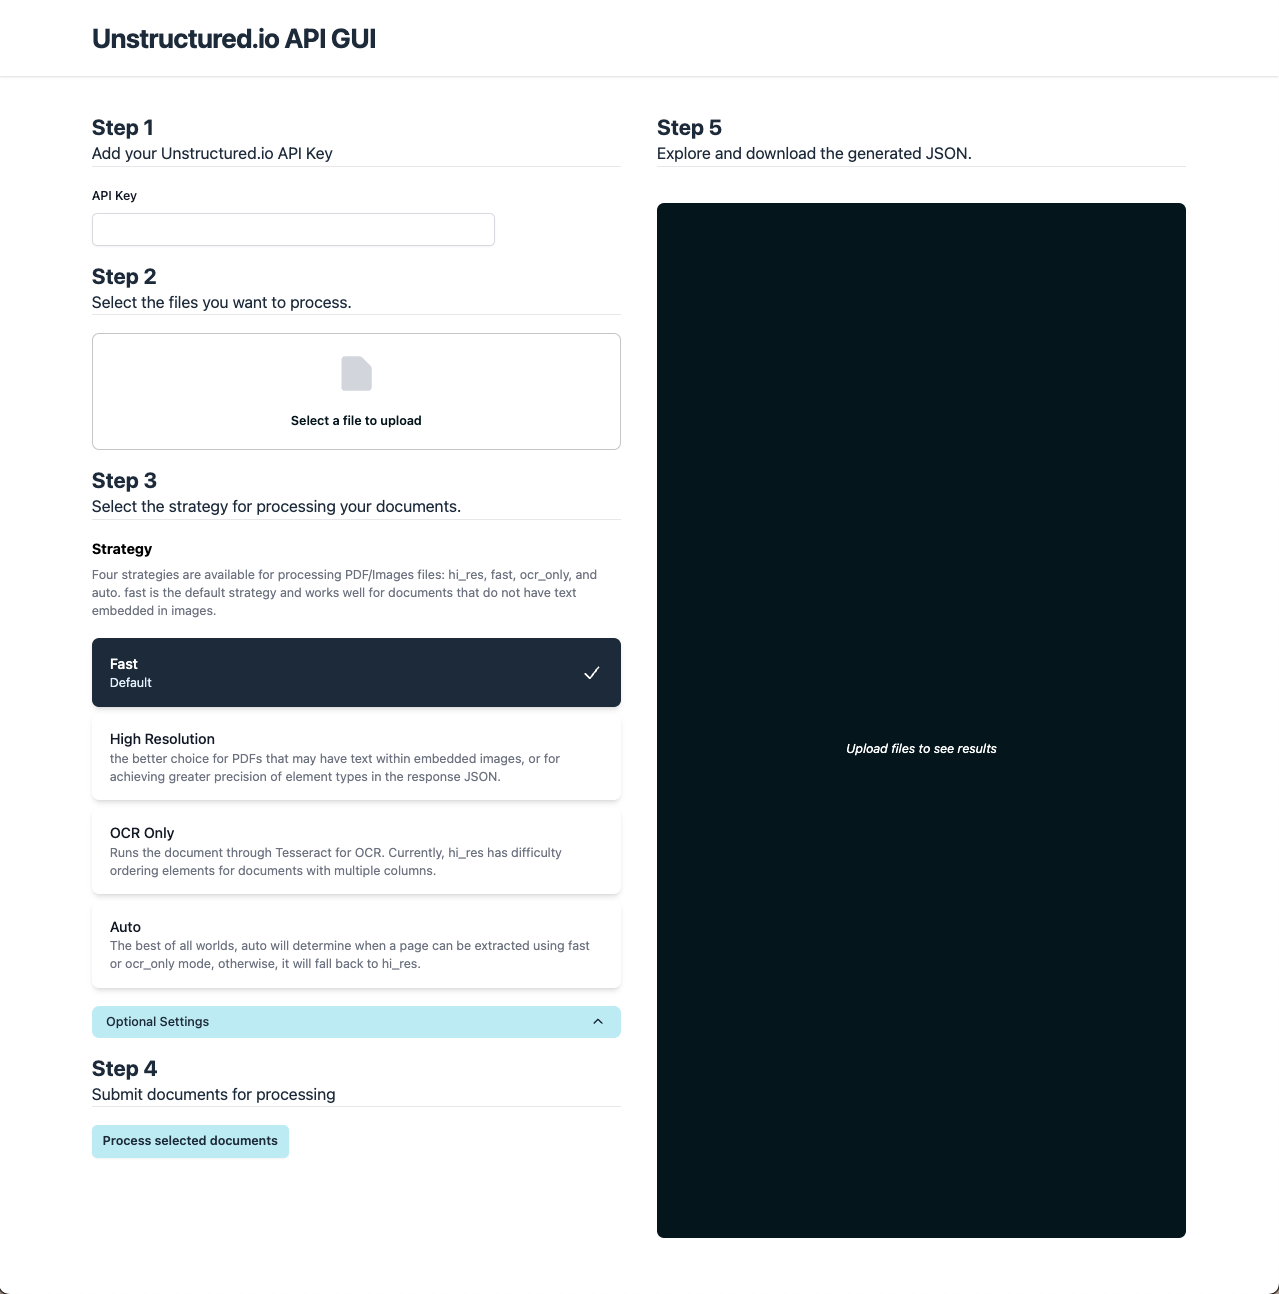 Unstructured.io API GUI
Step 1
Add your Unstructured.io API Key
API Key
Step 2
Select the files you want to process.
Select a file to upload
Step 3
Select the strategy for processing your documents.
Strategy
Four strategies are available for processing PDF/Images files: hi_res, fast, ocr_only, and
auto. fast is the default strategy and works well for documents that do not have text
embedded in images.
Fast
Default
High Resolution
the better choice for PDFs that may have text within embedded images, or for
achieving greater precision of element types in the response JSON.
OCR Only
Runs the document through Tesseract for OCR. Currently, hi_res has difficulty
ordering elements for documents with multiple columns.
Auto
The best of all worlds, auto will determine when a page can be extracted using fast
or ocr_only mode, otherwise, it will fall back to hi_res.
Optional Settings
Step 4
Submit documents for processing
Process selected documents
Step 5
Explore and download the generated JSON.
Upload files to see results